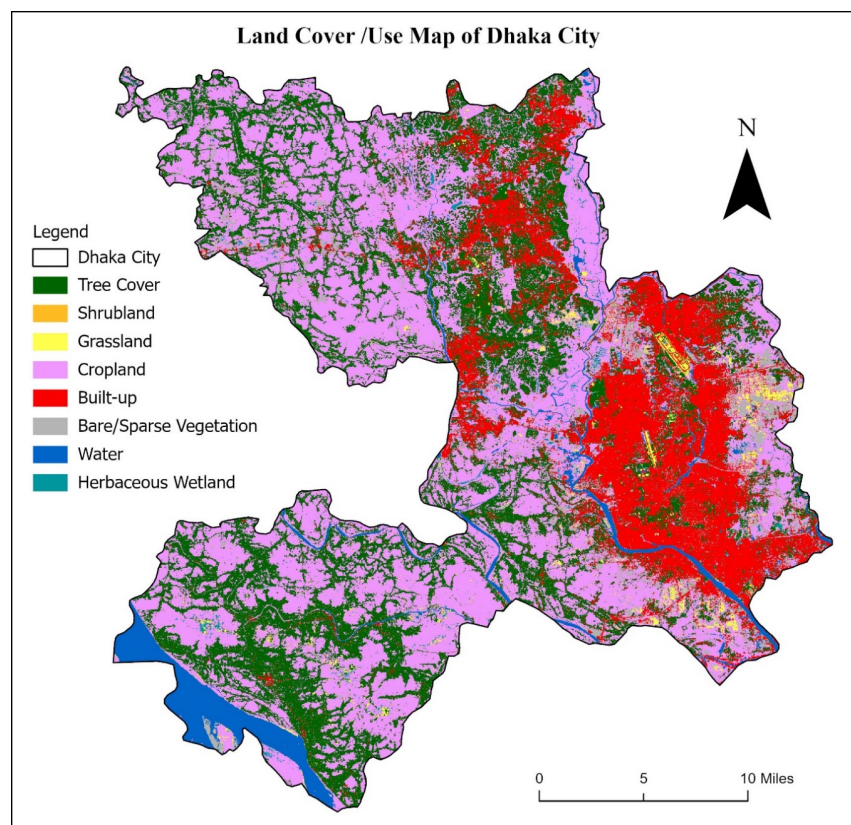 Land Cover /Use Map of Dhaka City
N
Legend
Dhaka City
Tree Cover
Shrubland
Grassland
Cropland
Built-up
Bare/Sparse Vegetation
Water
Herbaceous Wetland
0 5 10 Miles